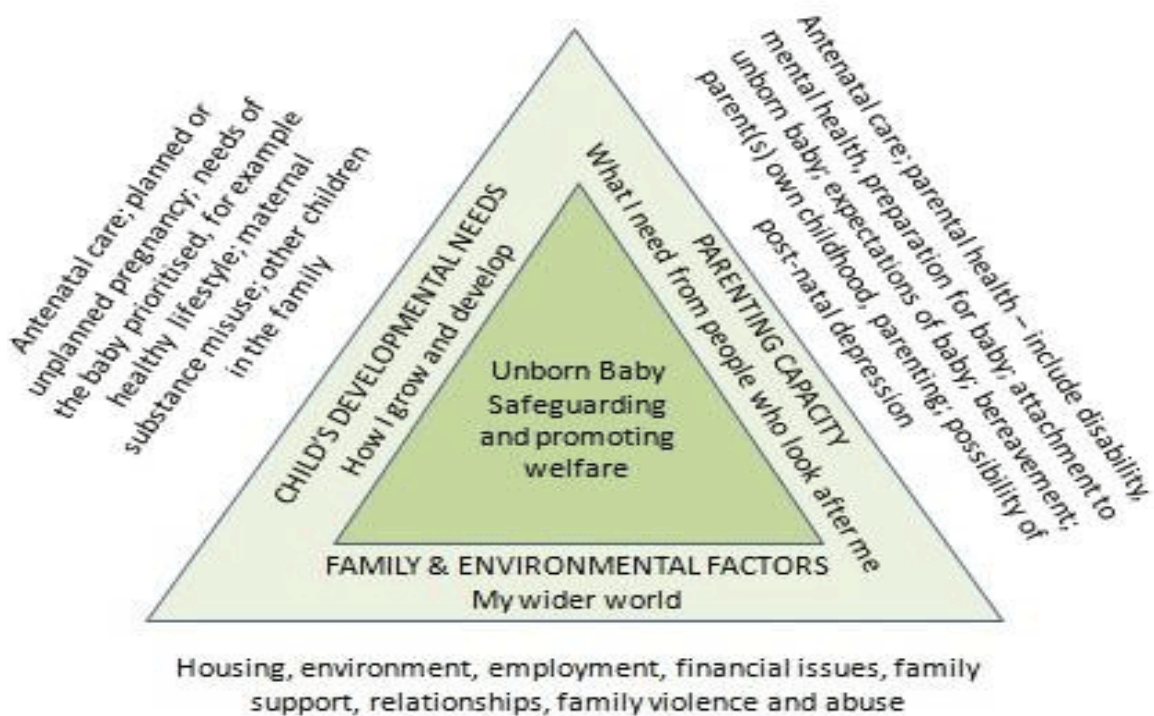 Antenatal care; planned or
unplanned pregnancy; needs of
the baby prioritised, for example
healthy lifestyle; maternal
substance misuse; other children
in the family
CHILD'S DEVELOPMENTAL NEEDS
How I grow and develop
Antenatal care; parental health – include disability,
mental health, preparation for baby; attachment to
unborn baby; expectations of baby; bereavement;
parent(s) own childhood, parenting; possibility of
post-natal depression
PARENTING CAPACITY
What I need from people who look after me
Unborn Baby
Safeguarding
and promoting
welfare
FAMILY & ENVIRONMENTAL FACTORS
My wider world
Housing, environment, employment, financial issues, family
support, relationships, family violence and abuse